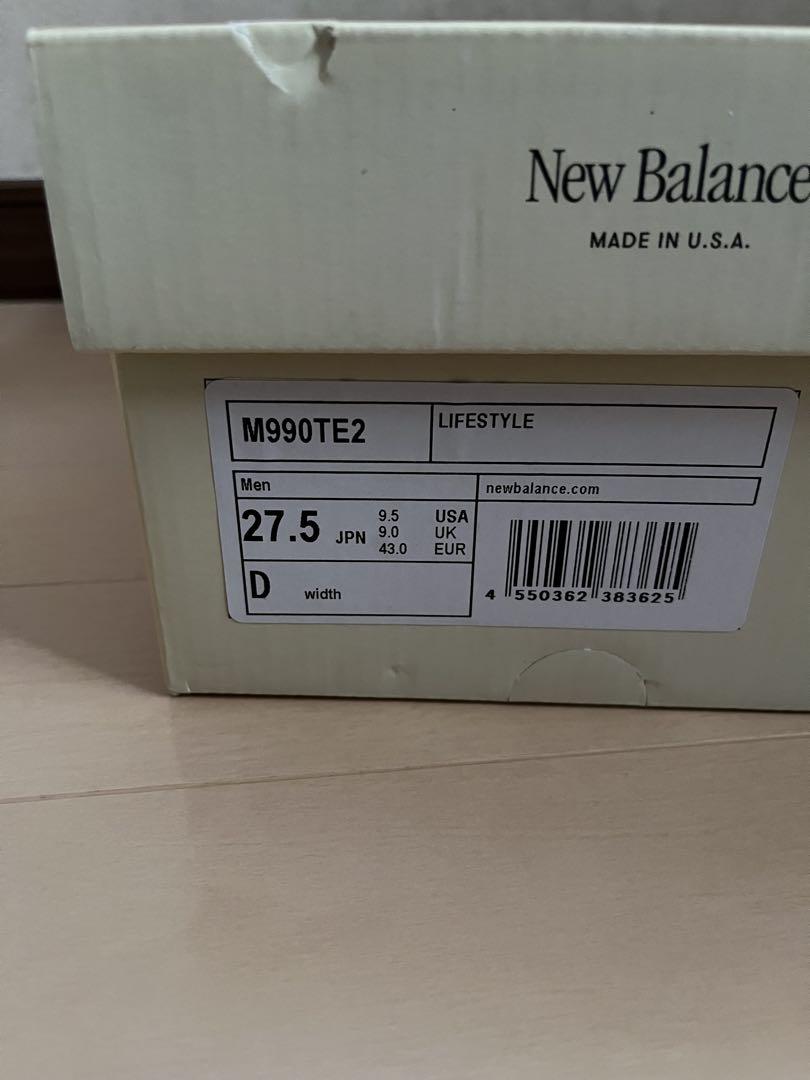 New Balance
MADE IN U.S.A.
M990TE2
LIFESTYLE
Men
newbalance.com
27.5 JPN
9.5 USA
9.0 UK
43.0 EUR
D width
4 550362 383625